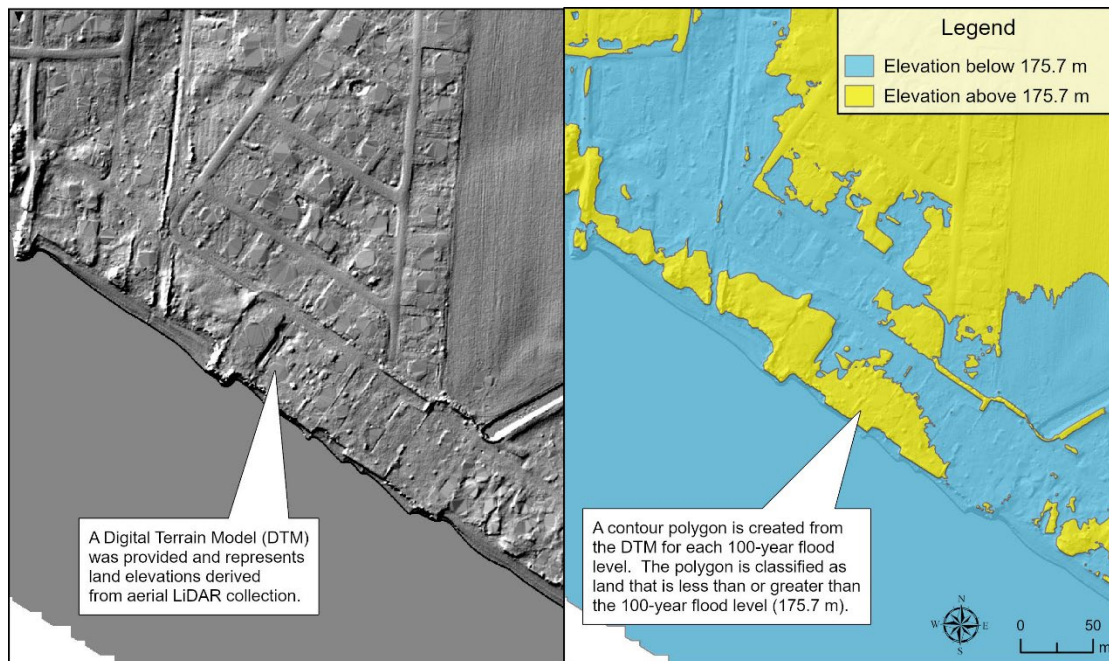 A Digital Terrain Model (DTM)
was provided and represents
land elevations derived
from aerial LiDAR collection.
Legend
Elevation below 175.7 m
Elevation above 175.7 m
A contour polygon is created from
the DTM for each 100-year flood
level. The polygon is classified as
land that is less than or greater than
the 100-year flood level (175.7 m).
N
W E
S
0 50
m